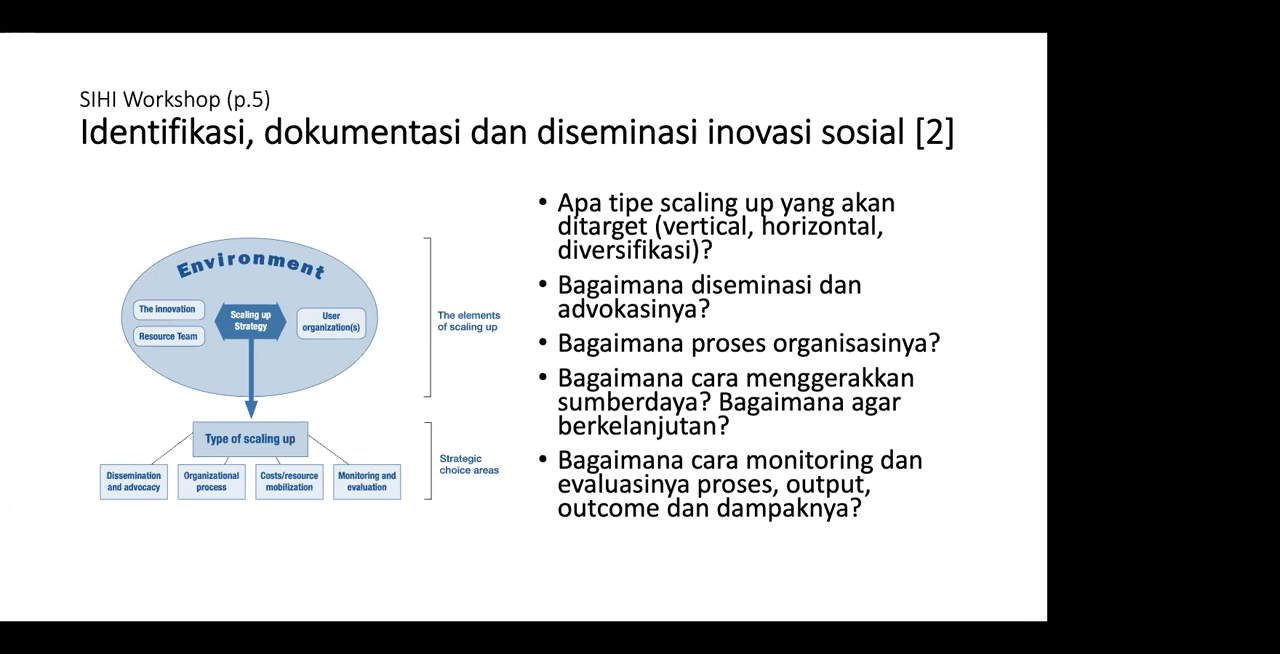 SIHI Workshop (p.5)
Identifikasi, dokumentasi dan diseminasi inovasi sosial [2]
Environment
The innovation
Resource Team
Scaling up
Strategy
User
organization(s)
The elements
of scaling up
Type of scaling up
Dissemination
and advocacy
Organizational
process
Costs/resource
mobilization
Monitoring and
evaluation
Strategic
choice areas
• Apa tipe scaling up yang akan
ditarget (vertical, horizontal,
diversifikasi)?
• Bagaimana diseminasi dan
advokasinya?
• Bagaimana proses organisasinya?
• Bagaimana cara menggerakkan
sumberdaya? Bagaimana agar
berkelanjutan?
• Bagaimana cara monitoring dan
evaluasinya proses, output,
outcome dan dampaknya?